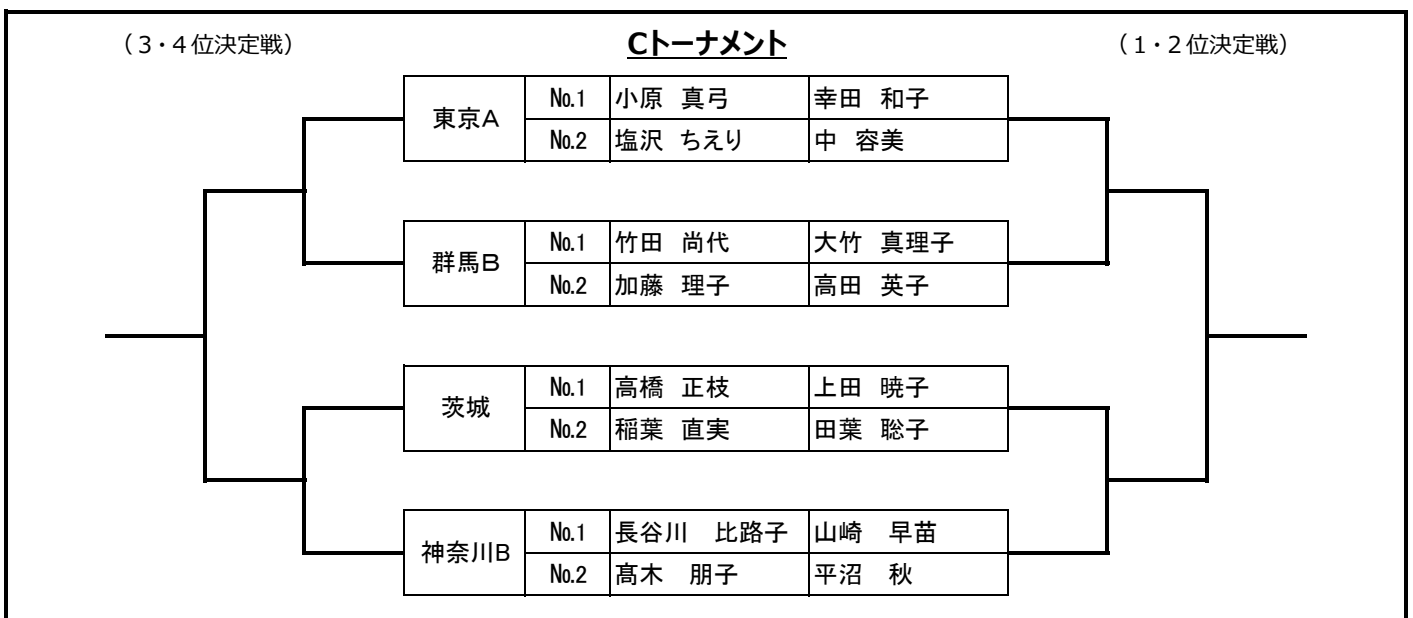 （3・4位決定戦） Cトーナメント （1・2位決定戦）
東京A
No.1 小原 真弓 幸田 和子
No.2 塩沢 ちえり 中 容美
群馬B
No.1 竹田 尚代 大竹 真理子
No.2 加藤 理子 高田 英子
茨城
No.1 高橋 正枝 上田 暁子
No.2 稲葉 直実 田葉 聡子
神奈川B
No.1 長谷川 比路子 山崎 早苗
No.2 髙木 朋子 平沼 秋